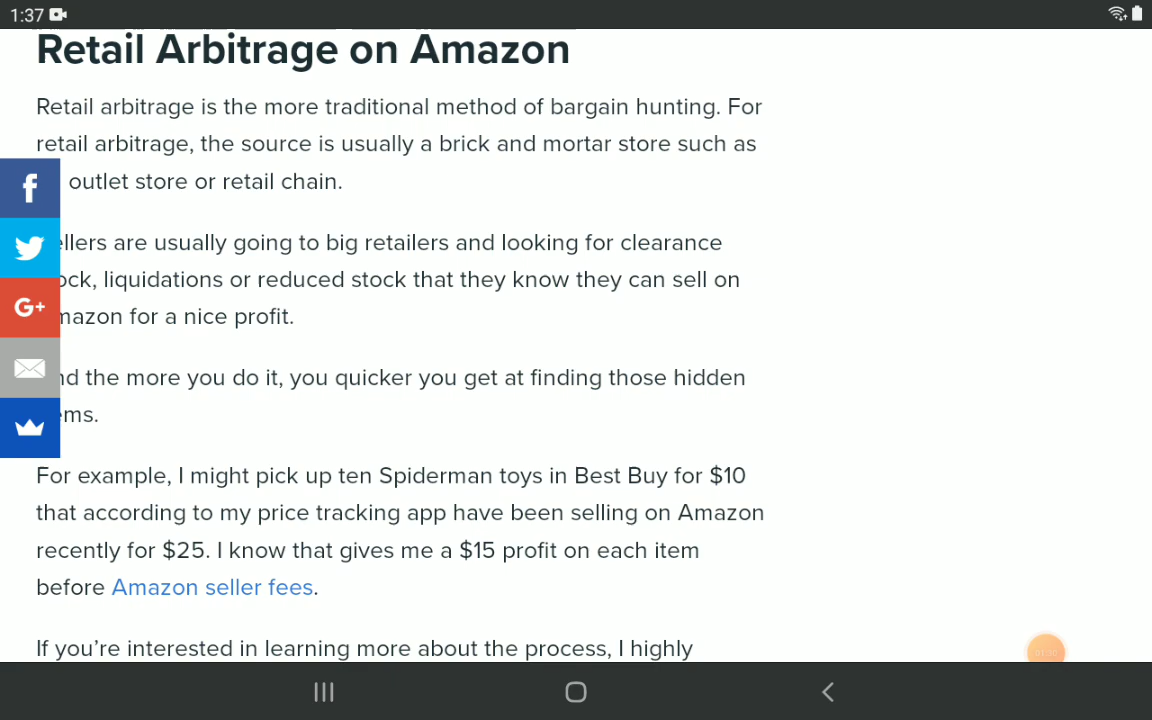 1:37
Retail Arbitrage on Amazon
Retail arbitrage is the more traditional method of bargain hunting. For
retail arbitrage, the source is usually a brick and mortar store such as
outlet store or retail chain.
ellers are usually going to big retailers and looking for clearance
ock, liquidations or reduced stock that they know they can sell on
mazon for a nice profit.
nd the more you do it, you quicker you get at finding those hidden
ems.
For example, I might pick up ten Spiderman toys in Best Buy for $10
that according to my price tracking app have been selling on Amazon
recently for $25. I know that gives me a $15 profit on each item
before Amazon seller fees.
If you’re interested in learning more about the process, I highly